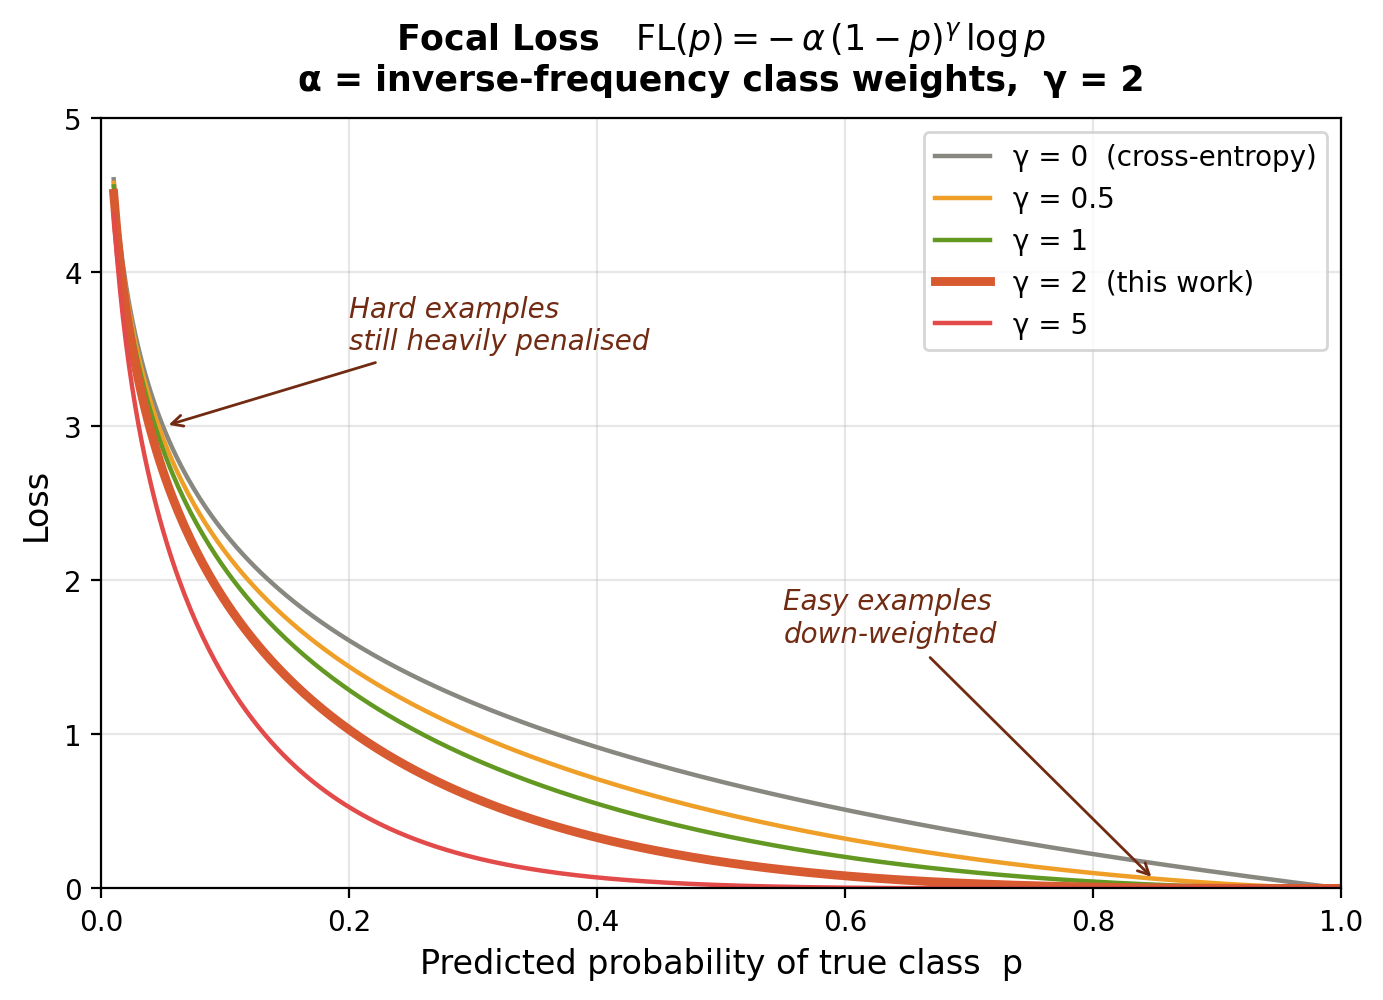 Focal Loss FL(p) = − α (1 − p)^γ log p
α = inverse-frequency class weights, γ = 2
5
4
3
2
1
0
Loss
γ = 0 (cross-entropy)
γ = 0.5
γ = 1
γ = 2 (this work)
γ = 5
Hard examples
still heavily penalised
Easy examples
down-weighted
0.0 0.2 0.4 0.6 0.8 1.0
Predicted probability of true class p